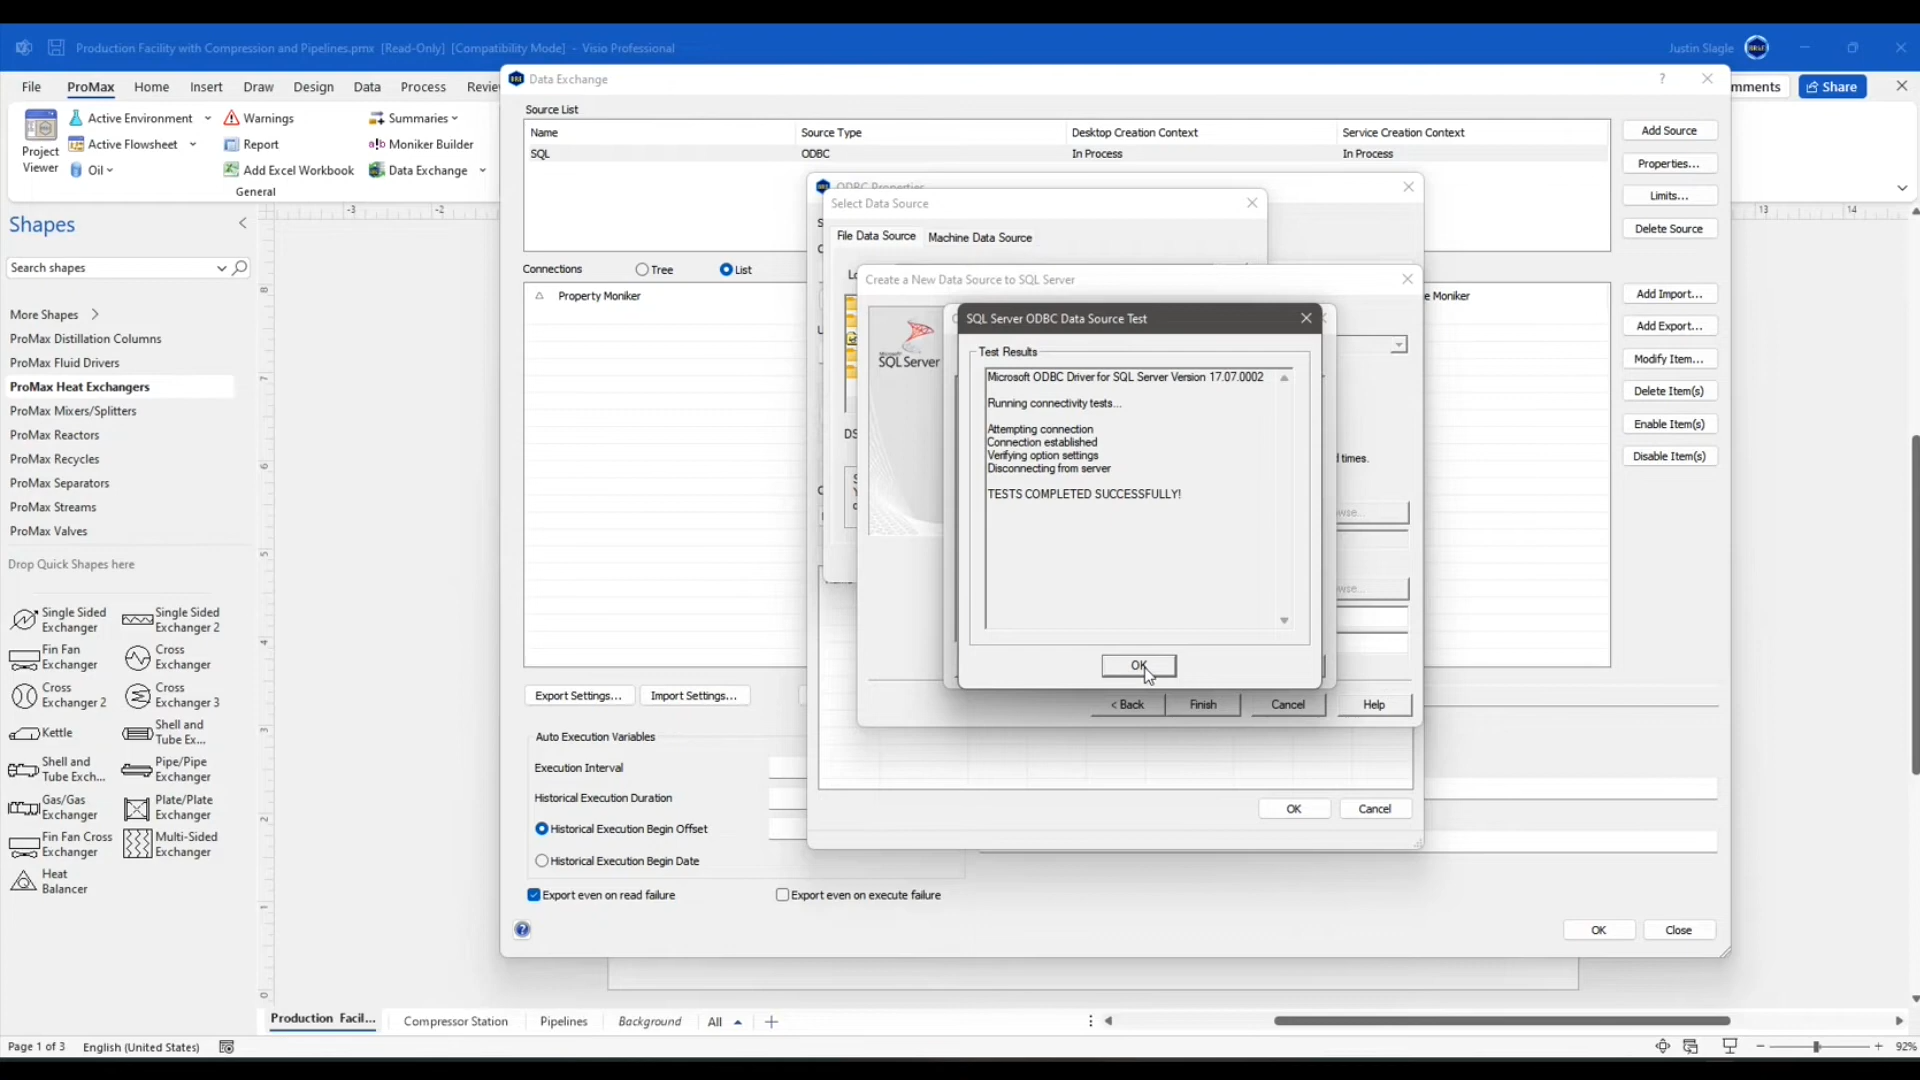 Production Facility with Compression and Pipelines.pmx [Read-Only] [Compatibility Mode] - Visio Professional
Justin Slagle
File ProMax Home Insert Draw Design Data Process
Share
Project Viewer
Active Environment
Active Flowsheet
Oil
Warnings
Report
Add Excel Workbook
Summaries
Moniker Builder
Data Exchange
General
Shapes
Search shapes
More Shapes
ProMax Distillation Columns
ProMax Fluid Drivers
ProMax Heat Exchangers
ProMax Mixers/Splitters
ProMax Reactors
ProMax Recycles
ProMax Separators
ProMax Streams
ProMax Valves
Drop Quick Shapes here
Single Sided Exchanger
Single Sided Exchanger 2
Fin Fan Exchanger
Cross Exchanger
Cross Exchanger 2
Cross Exchanger 3
Kettle
Shell and Tube Ex...
Shell and Tube Exch...
Pipe/Pipe Exchanger
Gas/Gas Exchanger
Plate/Plate Exchanger
Fin Fan Cross Exchanger
Multi-Sided Exchanger
Heat Balancer
-3 -2 13 14
Data Exchange
Source List
Name Source Type Desktop Creation Context Service Creation Context
SQL ODBC In Process In Process
Add Source
Properties...
Limits...
Delete Source
Connections Tree List
Property Moniker
e Moniker
Add Import...
Add Export...
Modify Item...
Delete Item(s)
Enable Item(s)
Disable Item(s)
ODBC Properties
Select Data Source
File Data Source Machine Data Source
Create a New Data Source to SQL Server
Microsoft
SQL Server
SQL Server ODBC Data Source Test
Test Results
Microsoft ODBC Driver for SQL Server Version 17.07.0002
Running connectivity tests...
Attempting connection
Connection established
Verifying option settings
Disconnecting from server
TESTS COMPLETED SUCCESSFULLY!
OK
times.
< Back Finish Cancel Help
OK Cancel
Export Settings... Import Settings...
Auto Execution Variables
Execution Interval
Historical Execution Duration
Historical Execution Begin Offset
Historical Execution Begin Date
Export even on read failure Export even on execute failure
OK Close
Production Facil... Compressor Station Pipelines Background All
Page 1 of 3 English (United States)
92%